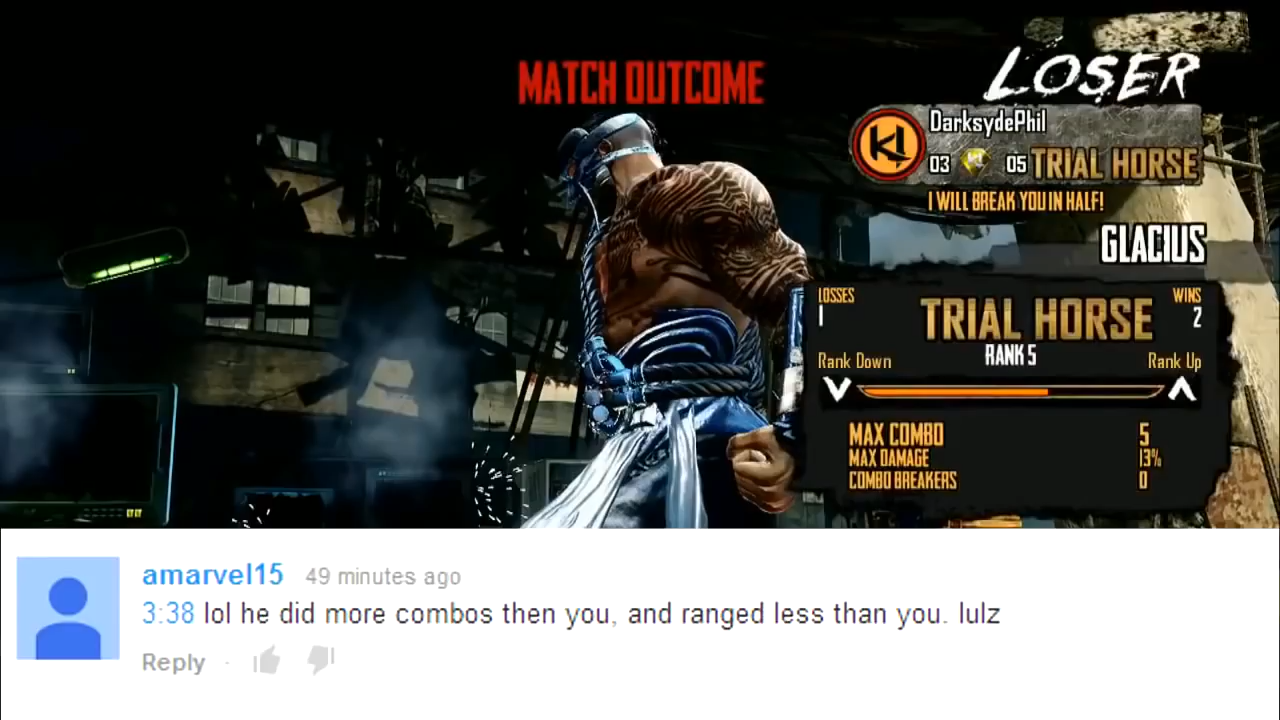 MATCH OUTCOME
LOSER
KI
DarksydePhil
03 05 TRIAL HORSE
I WILL BREAK YOU IN HALF!
GLACIUS
LOSSES WINS
1 2
TRIAL HORSE
RANK 5
Rank Down Rank Up
MAX COMBO 5
MAX DAMAGE 13%
COMBO BREAKERS 0
amarvel15 49 minutes ago
3:38 lol he did more combos then you, and ranged less than you. lulz
Reply ·